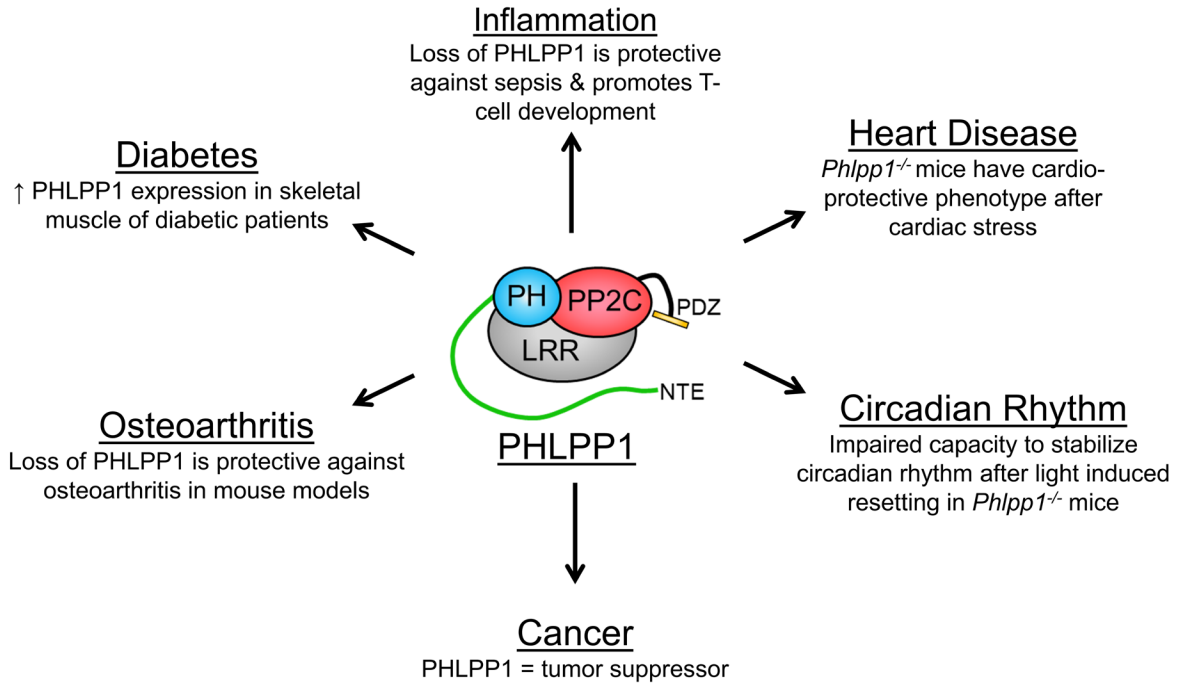 Inflammation
Loss of PHLPP1 is protective
against sepsis & promotes T-
cell development
Diabetes
↑ PHLPP1 expression in skeletal
muscle of diabetic patients
Heart Disease
Phlpp1-/- mice have cardio-
protective phenotype after
cardiac stress
PH
PP2C
PDZ
LRR
NTE
PHLPP1
Osteoarthritis
Loss of PHLPP1 is protective against
osteoarthritis in mouse models
Circadian Rhythm
Impaired capacity to stabilize
circadian rhythm after light induced
resetting in Phlpp1-/- mice
Cancer
PHLPP1 = tumor suppressor